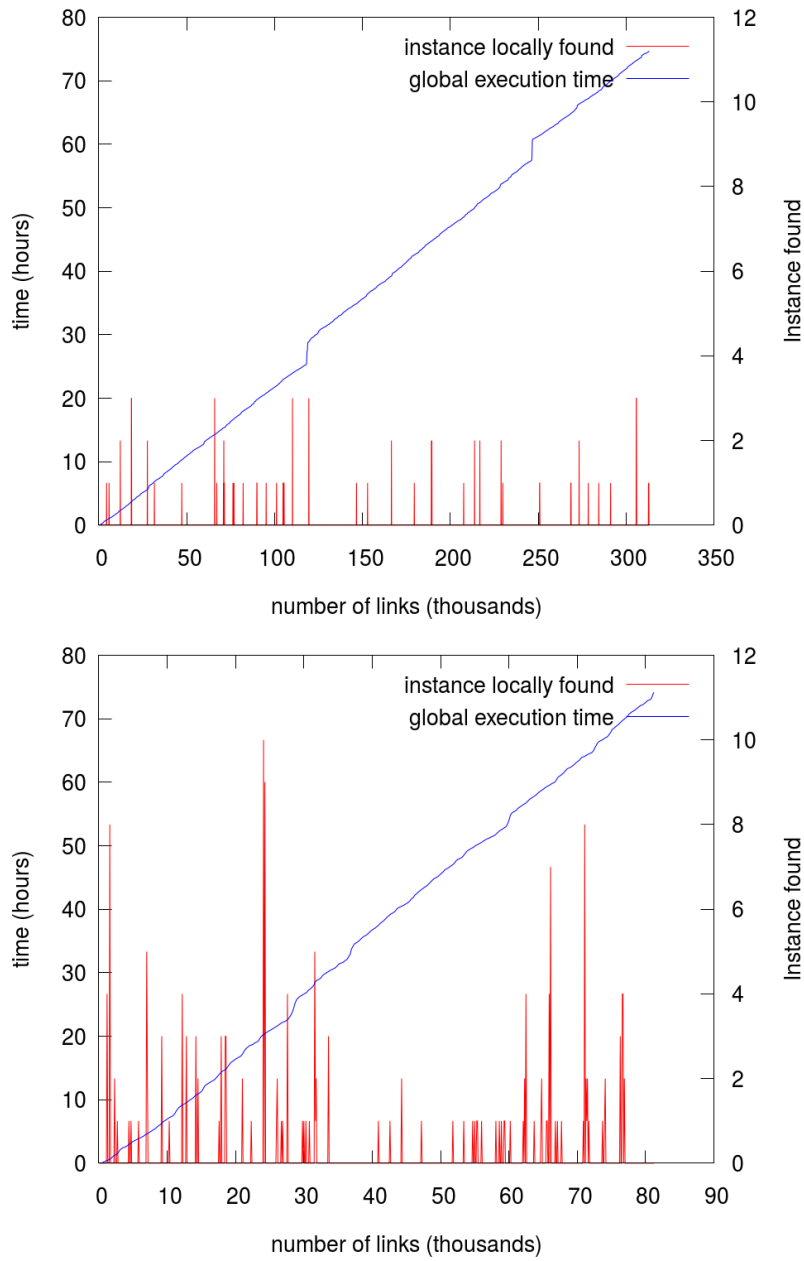 80 12
instance locally found
70 global execution time
10
60
8
50
time (hours)
40 6
Instance found
30
4
20
2
10
0 0
0 50 100 150 200 250 300 350
number of links (thousands)
80 12
instance locally found
70 global execution time
10
60
8
50
time (hours)
40 6
Instance found
30
4
20
2
10
0 0
0 10 20 30 40 50 60 70 80 90
number of links (thousands)